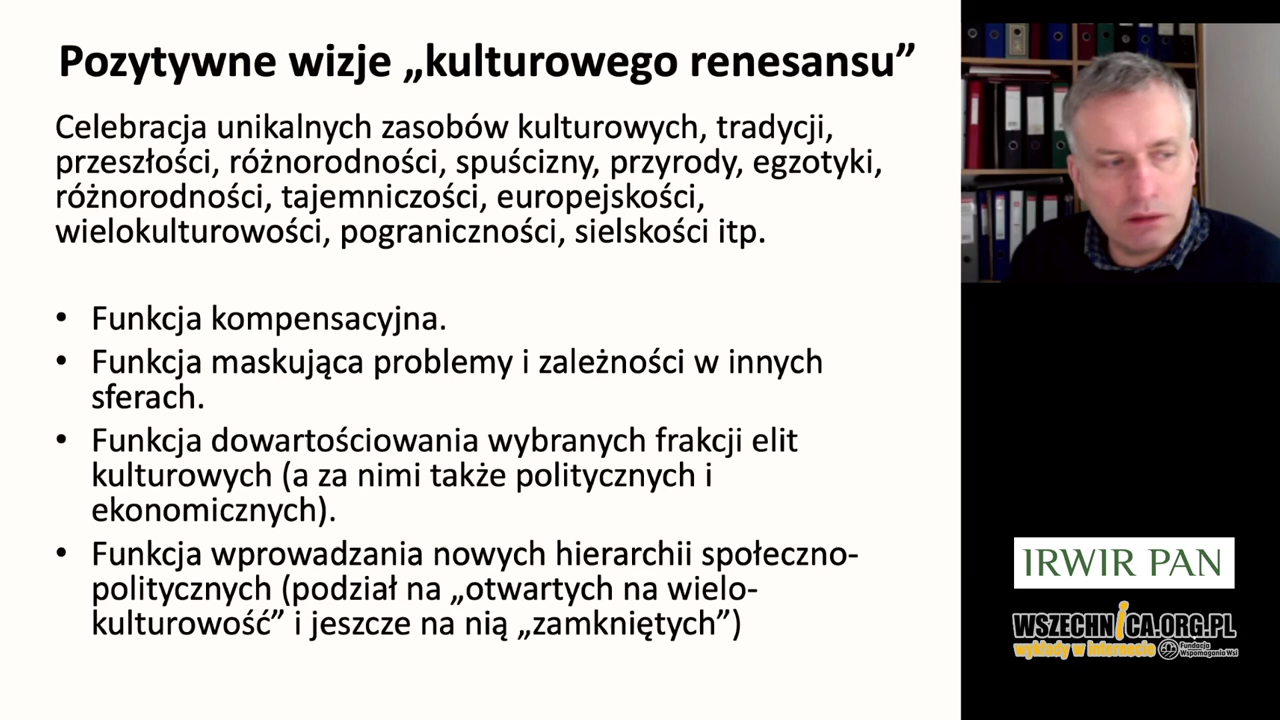 Pozytywne wizje „kulturowego renesansu”
Celebracja unikalnych zasobów kulturowych, tradycji,
przeszłości, różnorodności, spuścizny, przyrody, egzotyki,
różnorodności, tajemniczości, europejskości,
wielokulturowości, pograniczności, sielskości itp.
• Funkcja kompensacyjna.
• Funkcja maskująca problemy i zależności w innych
sferach.
• Funkcja dowartościowania wybranych frakcji elit
kulturowych (a za nimi także politycznych i
ekonomicznych).
• Funkcja wprowadzania nowych hierarchii społeczno-
politycznych (podział na „otwartych na wielo-
kulturowość” i jeszcze na nią „zamkniętych”)
IRWIR PAN
WSZECHNICA.ORG.PL
wykłady w internecie
Fundacja
Wspomagania Wsi